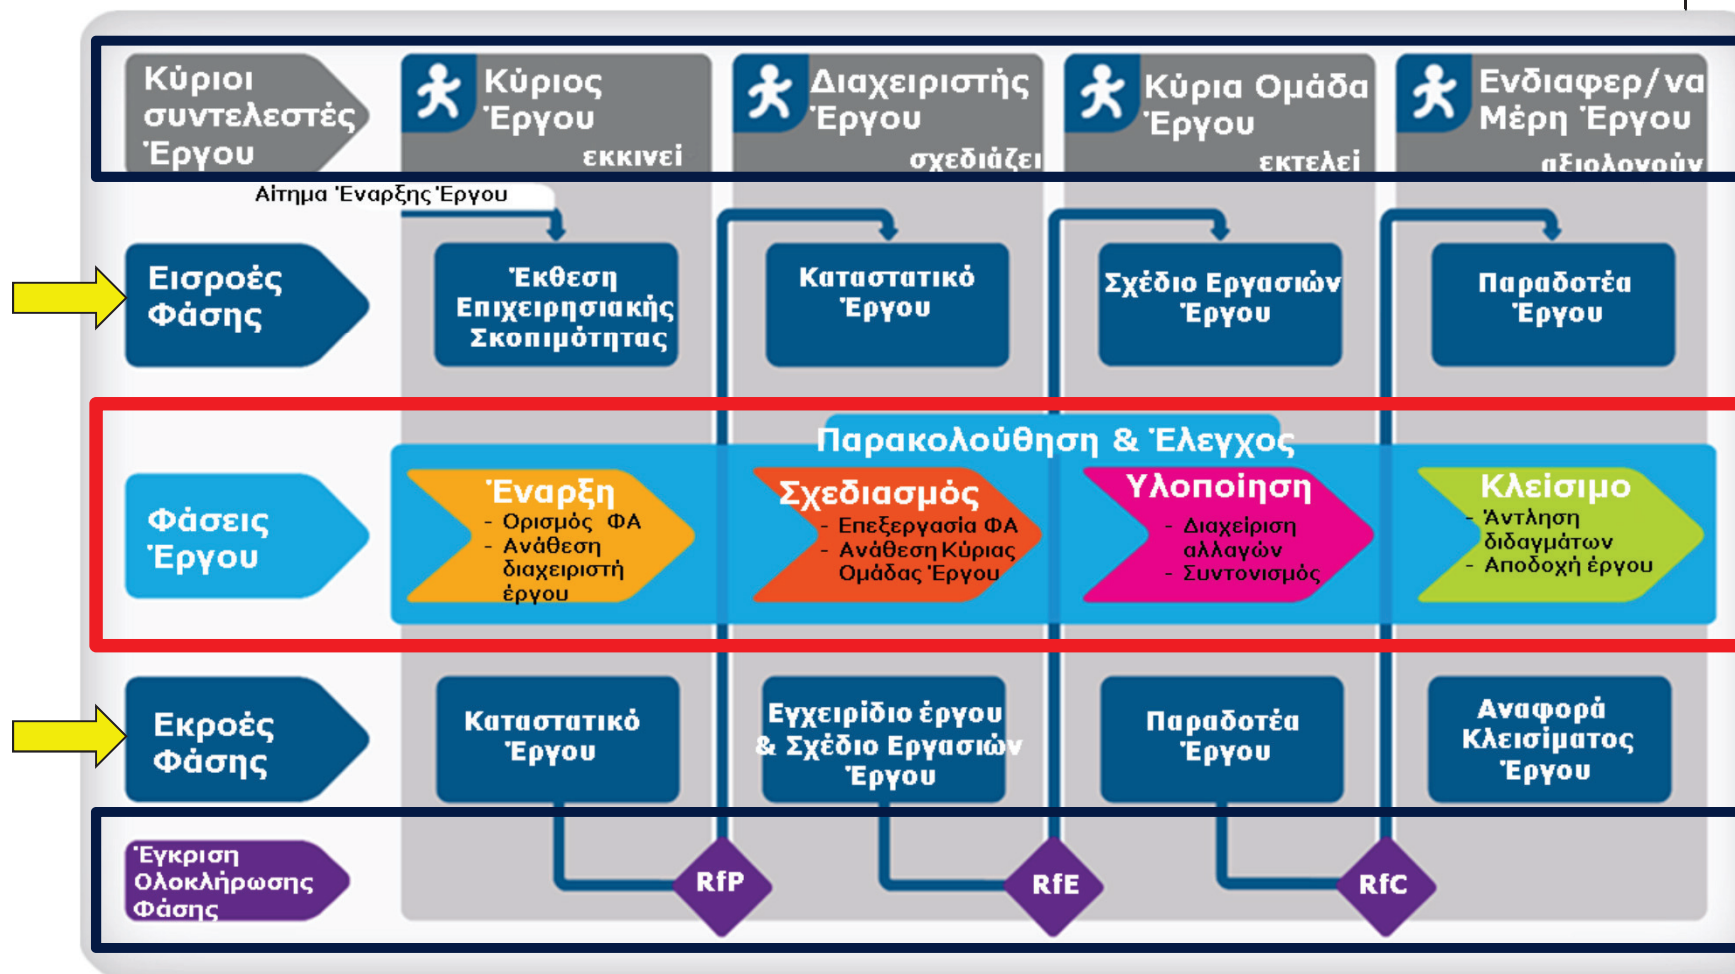 Κύριοι
συντελεστές
Έργου
Κύριος
Έργου
εκκινεί
Διαχειριστής
Έργου
σχεδιάζει
Κύρια Ομάδα
Έργου
εκτελεί
Ενδιαφερ/να
Μέρη Έργου
αξιολογούν
Αίτημα Έναρξης Έργου
Εισροές
Φάσης
Έκθεση
Επιχειρησιακής
Σκοπιμότητας
Καταστατικό
Έργου
Σχέδιο Εργασιών
Έργου
Παραδοτέα
Έργου
Παρακολούθηση & Έλεγχος
Φάσεις
Έργου
Έναρξη
- Ορισμός ΦΑ
- Ανάθεση
διαχειριστή
έργου
Σχεδιασμός
- Επεξεργασία ΦΑ
- Ανάθεση Κύριας
Ομάδας Έργου
Υλοποίηση
- Διαχείριση
αλλαγών
- Συντονισμός
Κλείσιμο
- Άντληση
διδαγμάτων
- Αποδοχή έργου
Εκροές
Φάσης
Καταστατικό
Έργου
Εγχειρίδιο έργου
& Σχέδιο Εργασιών
Έργου
Παραδοτέα
Έργου
Αναφορά
Κλεισίματος
Έργου
Έγκριση
Ολοκλήρωσης
Φάσης
RfP
RfE
RfC